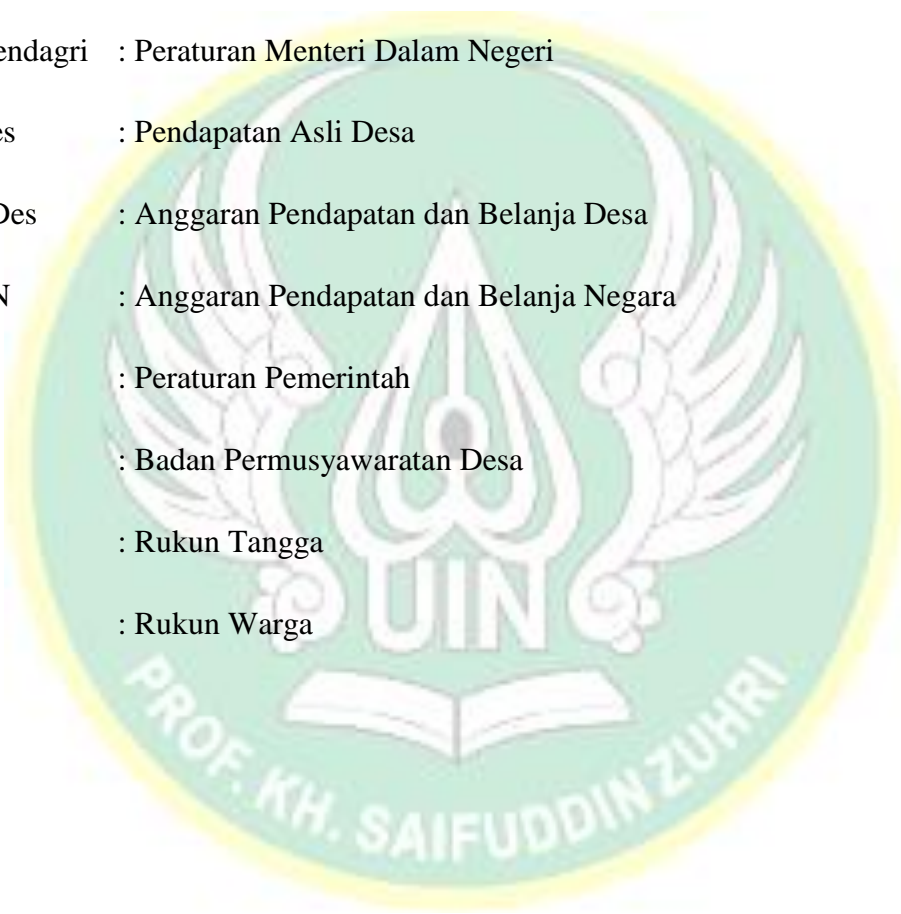 endagri : Peraturan Menteri Dalam Negeri
es : Pendapatan Asli Desa
Des : Anggaran Pendapatan dan Belanja Desa
N : Anggaran Pendapatan dan Belanja Negara
: Peraturan Pemerintah
: Badan Permusyawaratan Desa
: Rukun Tangga
: Rukun Warga
UIN
PROF. KH. SAIFUDDIN ZUHRI